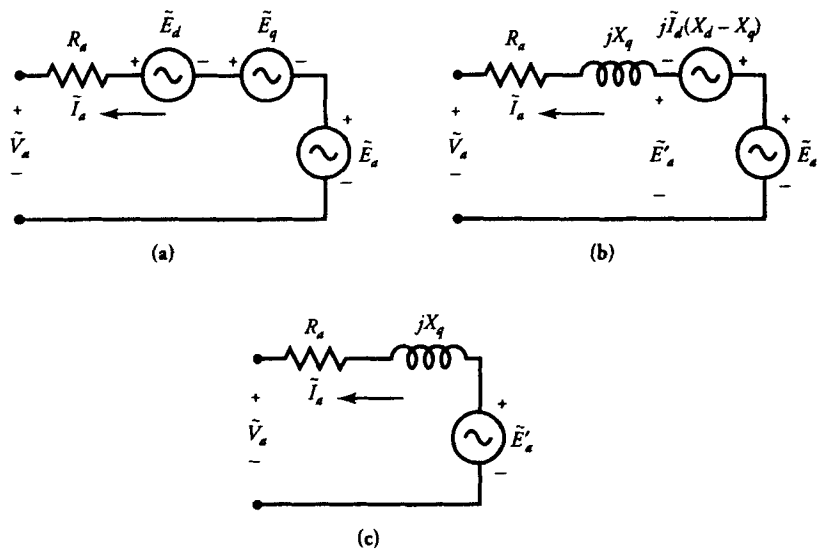 R_a Ẽ_d Ẽ_q
+ − + −
Ĩ_a
+
Ṽ_a
−
+
Ẽ_a
−
(a)
R_a jX_q jĨ_d(X_d − X_q)
− +
Ĩ_a
+
Ṽ_a
−
+
Ẽ'_a
−
+
Ẽ_a
−
(b)
R_a jX_q
Ĩ_a
+
Ṽ_a
−
+
Ẽ'_a
−
(c)